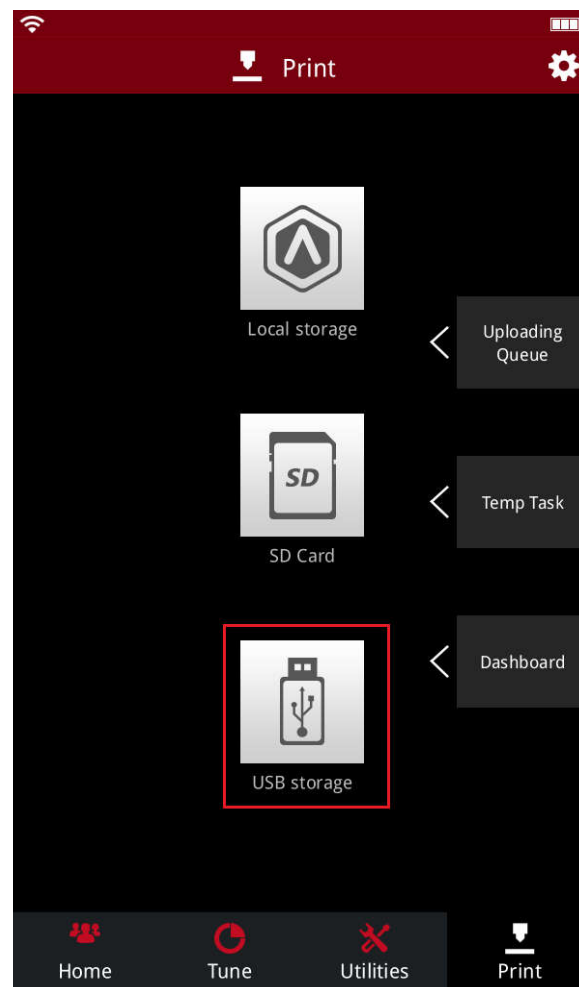 Print
Local storage
Uploading
Queue
SD
SD Card
Temp Task
USB storage
Dashboard
Home
Tune
Utilities
Print